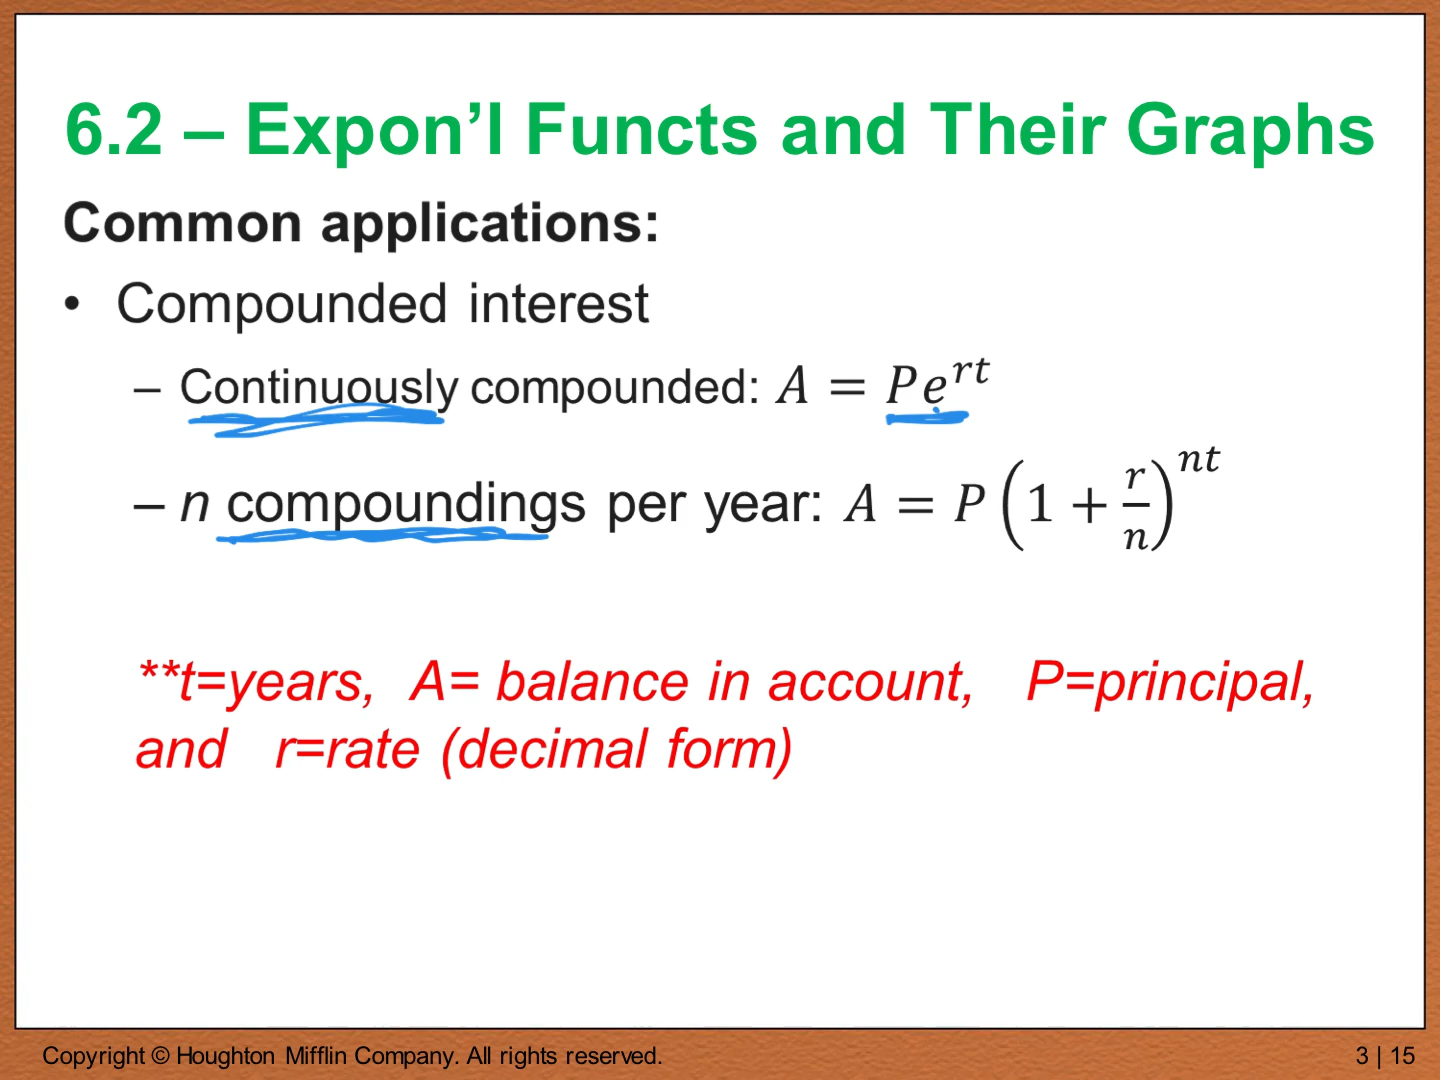 6.2 – Expon’l Functs and Their Graphs
Common applications:
• Compounded interest
– Continuously compounded: A = Pe^{rt}
– n compoundings per year: A = P(1 + r/n)^{nt}
**t=years, A= balance in account, P=principal,
and r=rate (decimal form)
Copyright © Houghton Mifflin Company. All rights reserved.
3 | 15